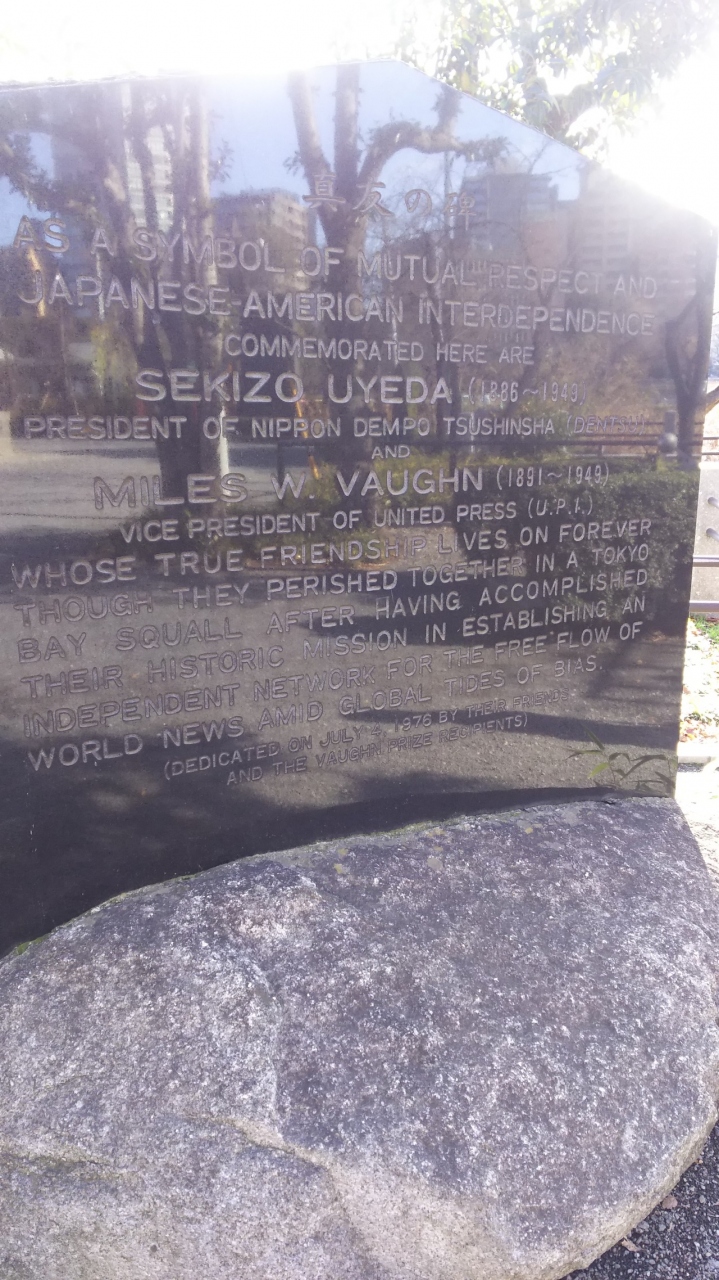 真友の碑
AS A SYMBOL OF MUTUAL RESPECT AND
JAPANESE-AMERICAN INTERDEPENDENCE
COMMEMORATED HERE ARE
SEKIZO UYEDA (1886~1949)
PRESIDENT OF NIPPON DEMPO TSUSHINSHA (DENTSU)
AND
MILES W. VAUGHN (1891~1949)
VICE PRESIDENT OF UNITED PRESS (U.P.I.)
WHOSE TRUE FRIENDSHIP LIVES ON FOREVER
THOUGH THEY PERISHED TOGETHER IN A TOKYO
BAY SQUALL AFTER HAVING ACCOMPLISHED
THEIR HISTORIC MISSION IN ESTABLISHING AN
INDEPENDENT NETWORK FOR THE FREE FLOW OF
WORLD NEWS AMID GLOBAL TIDES OF BIAS.
(DEDICATED ON JULY 4, 1976 BY THEIR FRIENDS
AND THE VAUGHN PRIZE RECIPIENTS)